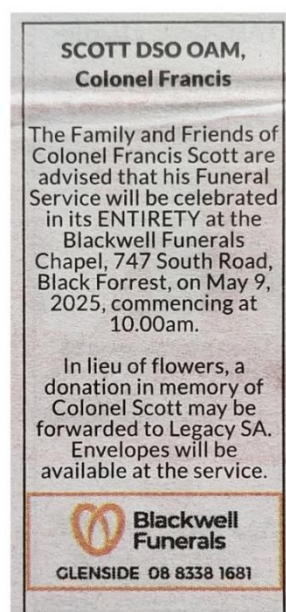 SCOTT DSO OAM,
Colonel Francis
The Family and Friends of
Colonel Francis Scott are
advised that his Funeral
Service will be celebrated
in its ENTIRETY at the
Blackwell Funerals
Chapel, 747 South Road,
Black Forrest, on May 9,
2025, commencing at
10.00am.
In lieu of flowers, a
donation in memory of
Colonel Scott may be
forwarded to Legacy SA.
Envelopes will be
available at the service.
Blackwell
Funerals
GLENSIDE 08 8338 1681